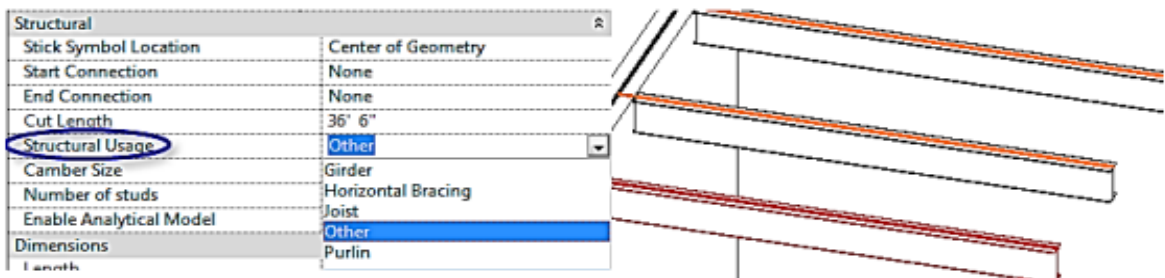 Structural
Stick Symbol Location Center of Geometry
Start Connection None
End Connection None
Cut Length 36' 6"
Structural Usage Other
Camber Size Girder
Number of studs Horizontal Bracing
Enable Analytical Model Joist
Other
Dimensions Purlin
Length